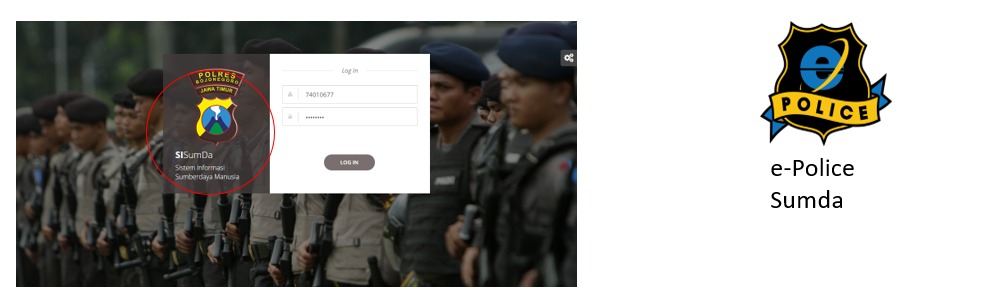 POLRES
BOJONEGORO
JAWA TIMUR
SISumDa
Sistem Informasi
Sumberdaya Manusia
Log In
74010677
••••••••
LOG IN
e
POLICE
e-Police
Sumda